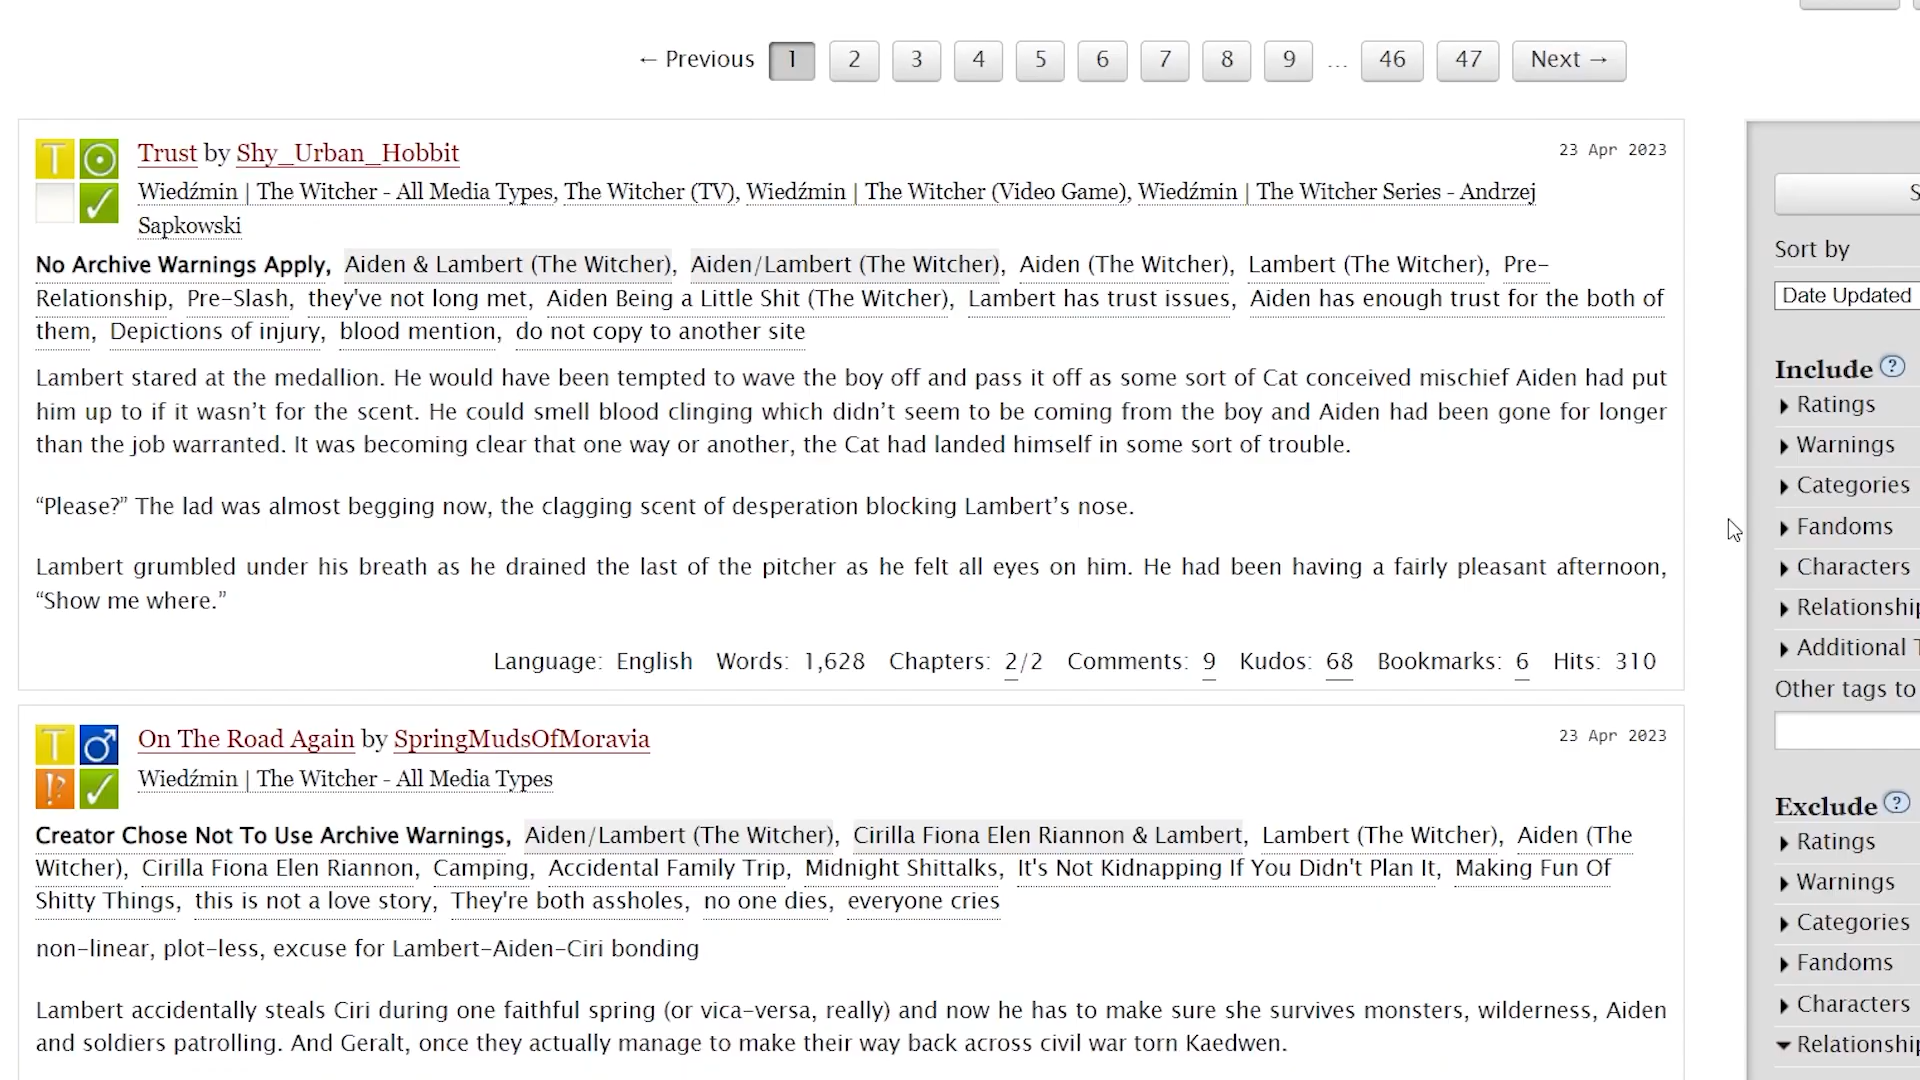 ← Previous 1 2 3 4 5 6 7 8 9 … 46 47 Next →
Trust by Shy_Urban_Hobbit
23 Apr 2023
Wiedźmin | The Witcher - All Media Types, The Witcher (TV), Wiedźmin | The Witcher (Video Game), Wiedźmin | The Witcher Series - Andrzej
Sapkowski
No Archive Warnings Apply, Aiden & Lambert (The Witcher), Aiden/Lambert (The Witcher), Aiden (The Witcher), Lambert (The Witcher), Pre-
Relationship, Pre-Slash, they've not long met, Aiden Being a Little Shit (The Witcher), Lambert has trust issues, Aiden has enough trust for the both of
them, Depictions of injury, blood mention, do not copy to another site
Lambert stared at the medallion. He would have been tempted to wave the boy off and pass it off as some sort of Cat conceived mischief Aiden had put
him up to if it wasn’t for the scent. He could smell blood clinging which didn’t seem to be coming from the boy and Aiden had been gone for longer
than the job warranted. It was becoming clear that one way or another, the Cat had landed himself in some sort of trouble.
“Please?” The lad was almost begging now, the clagging scent of desperation blocking Lambert’s nose.
Lambert grumbled under his breath as he drained the last of the pitcher as he felt all eyes on him. He had been having a fairly pleasant afternoon,
“Show me where.”
Language: English Words: 1,628 Chapters: 2/2 Comments: 9 Kudos: 68 Bookmarks: 6 Hits: 310
On The Road Again by SpringMudsOfMoravia
23 Apr 2023
Wiedźmin | The Witcher - All Media Types
Creator Chose Not To Use Archive Warnings, Aiden/Lambert (The Witcher), Cirilla Fiona Elen Riannon & Lambert, Lambert (The Witcher), Aiden (The
Witcher), Cirilla Fiona Elen Riannon, Camping, Accidental Family Trip, Midnight Shittalks, It's Not Kidnapping If You Didn't Plan It, Making Fun Of
Shitty Things, this is not a love story, They're both assholes, no one dies, everyone cries
non-linear, plot-less, excuse for Lambert-Aiden-Ciri bonding
Lambert accidentally steals Ciri during one faithful spring (or vica-versa, really) and now he has to make sure she survives monsters, wilderness, Aiden
and soldiers patrolling. And Geralt, once they actually manage to make their way back across civil war torn Kaedwen.
Sort by
Date Updated
Include ?
Ratings
Warnings
Categories
Fandoms
Characters
Relationship
Additional T
Other tags to
Exclude ?
Ratings
Warnings
Categories
Fandoms
Characters
Relationship